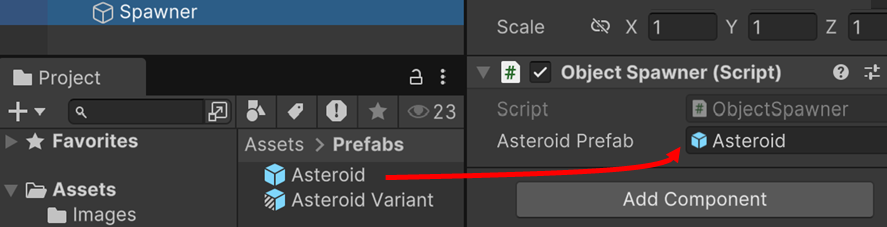 Spawner
Project
23
Favorites
Assets
Images
Assets > Prefabs
Asteroid
Asteroid Variant
Scale X 1 Y 1 Z 1
# Object Spawner (Script)
Script # ObjectSpawner
Asteroid Prefab Asteroid
Add Component